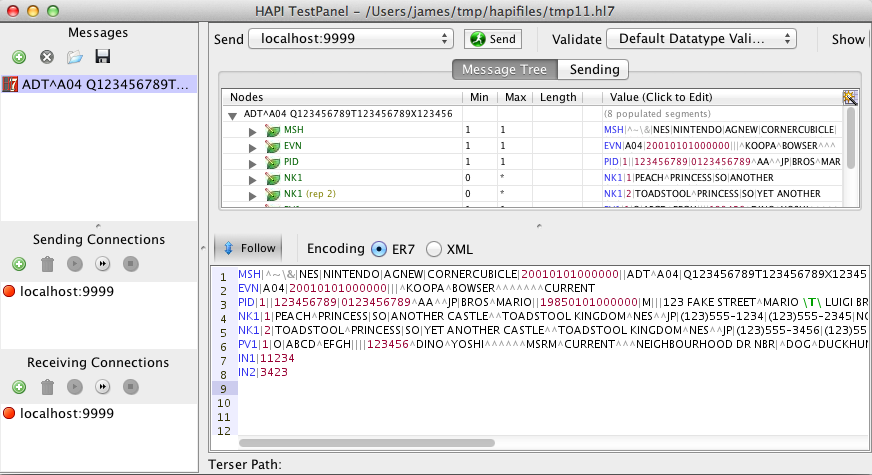 HAPI TestPanel - /Users/james/tmp/hapifiles/tmp11.hl7
Messages
ADT^A04 Q123456789T...
Sending Connections
localhost:9999
Receiving Connections
localhost:9999
Send localhost:9999 Send Validate Default Datatype Vali... Show
Message Tree Sending
Nodes Min Max Length Value (Click to Edit)
ADT^A04 Q123456789T123456789X123456 (8 populated segments)
MSH 1 1 MSH|^~\&|NES|NINTENDO|AGNEW|CORNERCUBICLE|
EVN 1 1 EVN|A04|20010101000000|||^KOOPA^BOWSER^^^
PID 1 1 PID|1||123456789|0123456789^AA^^JP|BROS^MAR
NK1 0 * NK1|1|PEACH^PRINCESS|SO|ANOTHER
NK1 (rep 2) 0 * NK1|2|TOADSTOOL^PRINCESS|SO|YET ANOTHER
Follow Encoding ER7 XML
1 MSH|^~\&|NES|NINTENDO|AGNEW|CORNERCUBICLE|20010101000000||ADT^A04|Q123456789T123456789X12345
2 EVN|A04|20010101000000|||^KOOPA^BOWSER^^^^^^^CURRENT
3 PID|1||123456789|0123456789^AA^^JP|BROS^MARIO||19850101000000|M|||123 FAKE STREET^MARIO \T\ LUIGI BR
4 NK1|1|PEACH^PRINCESS|SO|ANOTHER CASTLE^^TOADSTOOL KINGDOM^NES^^JP|(123)555-1234|(123)555-2345|NO
5 NK1|2|TOADSTOOL^PRINCESS|SO|YET ANOTHER CASTLE^^TOADSTOOL KINGDOM^NES^^JP|(123)555-3456|(123)55
6 PV1|1|O|ABCD^EFGH||||123456^DINO^YOSHI^^^^^^MSRM^CURRENT^^^NEIGHBOURHOOD DR NBR|^DOG^DUCKHUN
7 IN1|11234
8 IN2|3423
9
10
11
12
Terser Path: